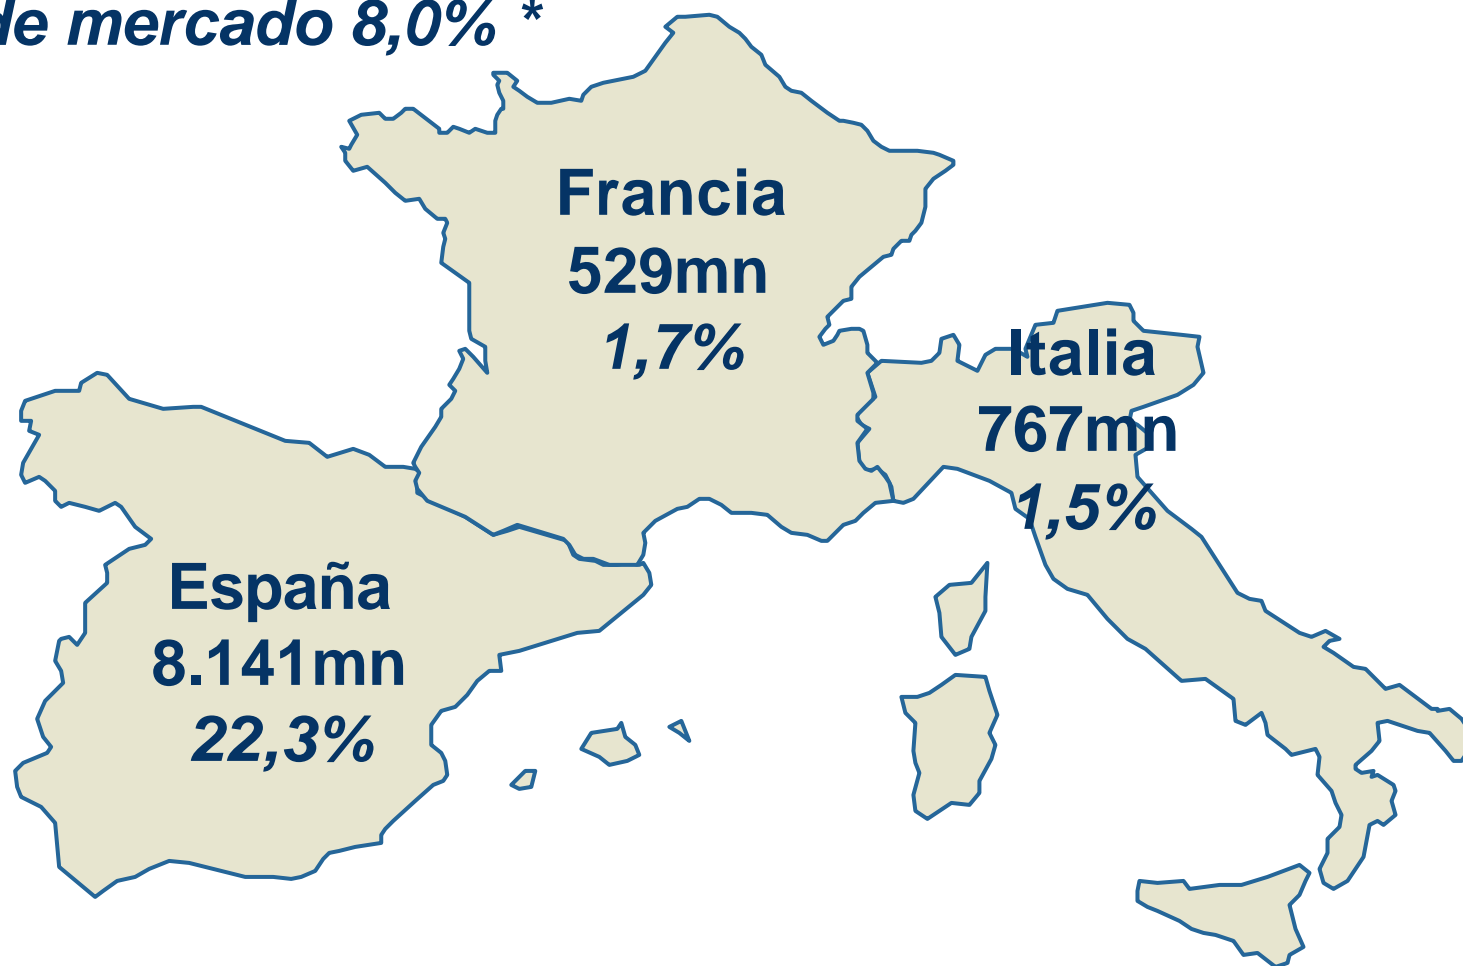 de mercado 8,0% *
Francia
529mn
1,7%
Italia
767mn
1,5%
España
8.141mn
22,3%